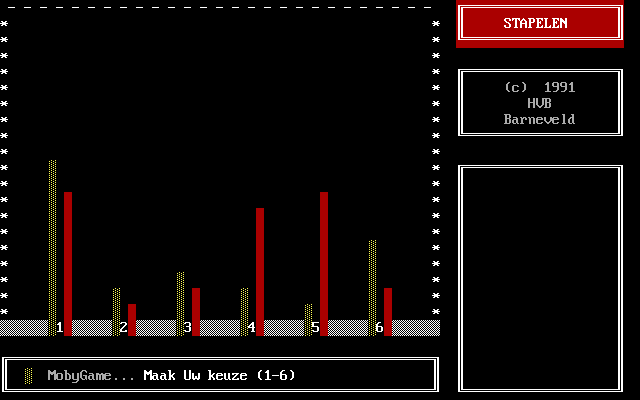 STAPELEN
(c) 1991
HVB
Barneveld
1 2 3 4 5 6
MobyGame... Maak Uw keuze (1-6)